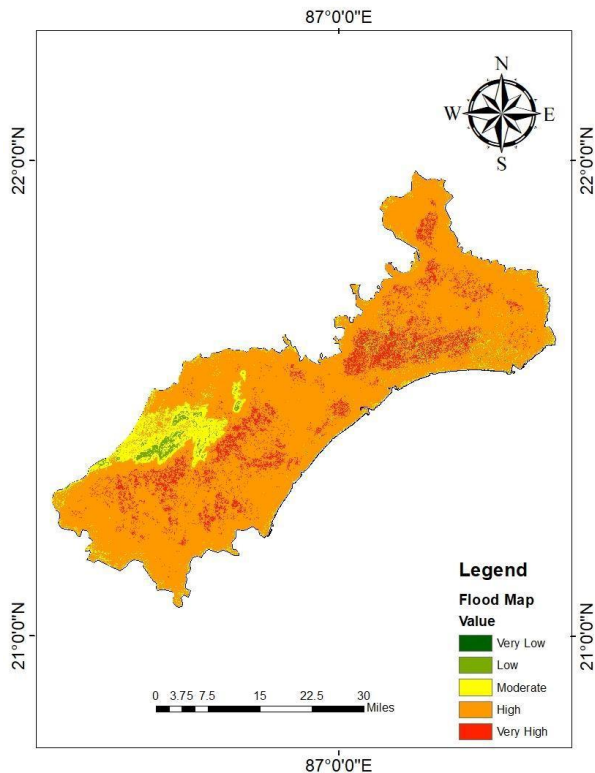 87°0'0"E
N
W E
S
22°0'0"N 22°0'0"N
Legend
Flood Map
Value
Very Low
Low
Moderate
High
Very High
21°0'0"N 21°0'0"N
0 3.75 7.5 15 22.5 30
Miles
87°0'0"E